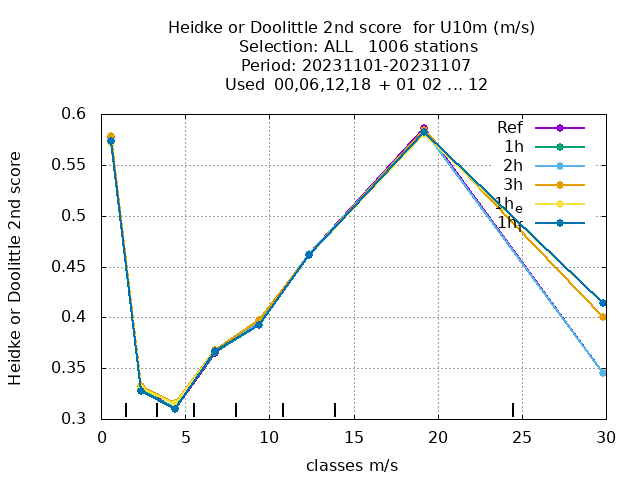 Heidke or Doolittle 2nd score  for U10m (m/s)
Selection: ALL   1006 stations
Period: 20231101-20231107
Used  00,06,12,18 + 01 02 ... 12
Heidke or Doolittle 2nd score
0.6
0.55
0.5
0.45
0.4
0.35
0.3
Ref
1h
2h
3h
1he
1hf
0 5 10 15 20 25 30
classes m/s